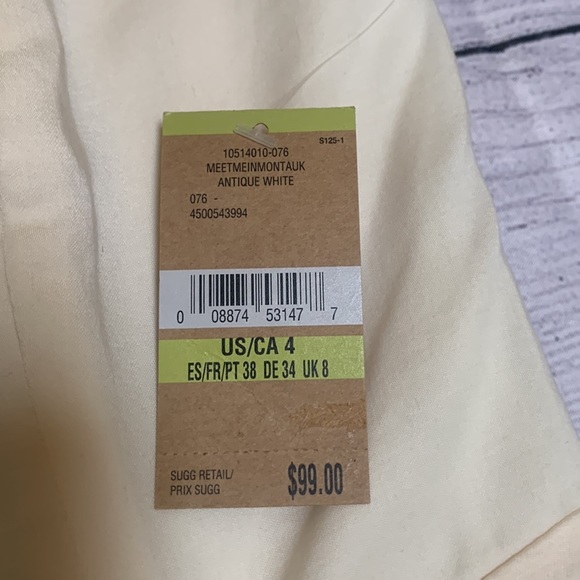 S125-1
10514010-076
MEETMEINMONTAUK
ANTIQUE WHITE
076 -
4500543994
0 08874 53147 7
US/CA 4
ES/FR/PT 38 DE 34 UK 8
SUGG RETAIL/
PRIX SUGG
$99.00